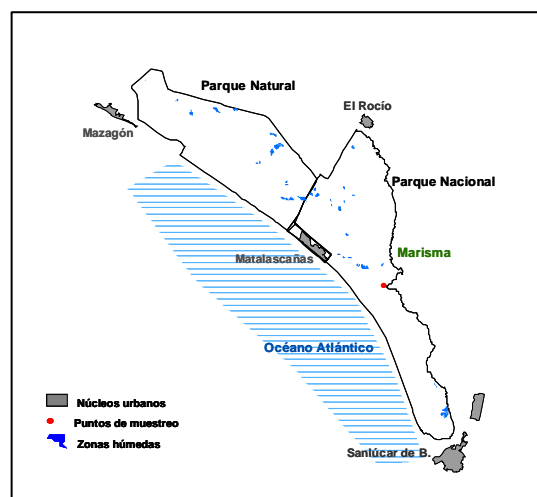 Parque Natural
El Rocío
Mazagón
Parque Nacional
Marisma
Matalascañas
Océano Atlántico
Núcleos urbanos
Puntos de muestreo
Zonas húmedas
Sanlúcar de B.